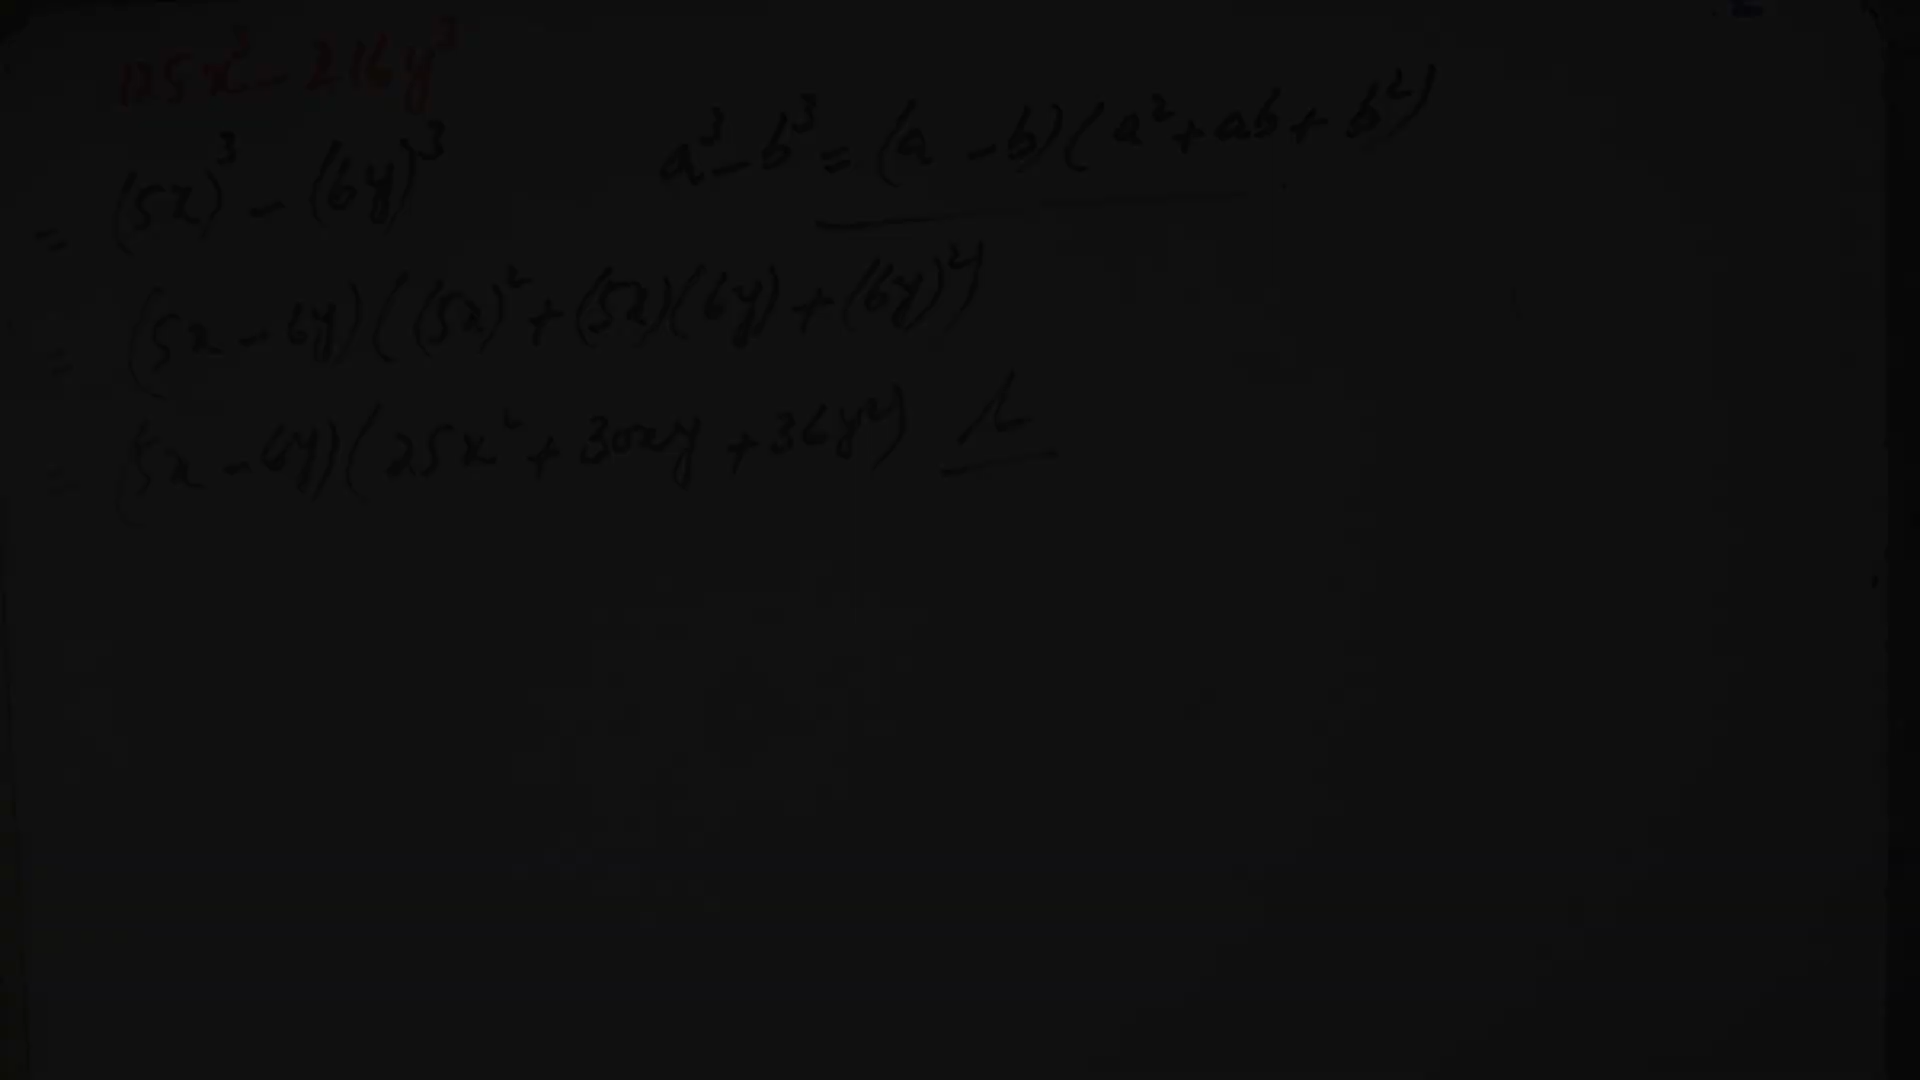 125x³ - 216y³
= (5x)³ - (6y)³
a³ - b³ = (a - b)(a² + ab + b²)
= (5x - 6y)((5x)² + (5x)(6y) + (6y)²)
= (5x - 6y)(25x² + 30xy + 36y²)